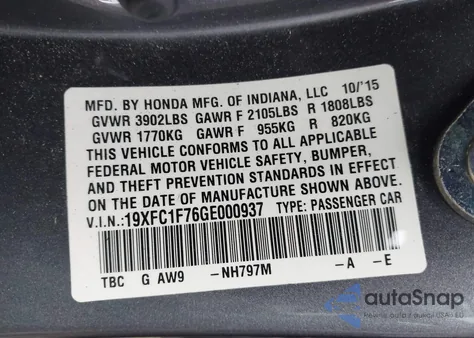 MFD. BY HONDA MFG. OF INDIANA, LLC 10/'15
GVWR 3902LBS GAWR F 2105LBS R 1808LBS
GVWR 1770KG GAWR F 955KG R 820KG
THIS VEHICLE CONFORMS TO ALL APPLICABLE
FEDERAL MOTOR VEHICLE SAFETY, BUMPER,
AND THEFT PREVENTION STANDARDS IN EFFECT
ON THE DATE OF MANUFACTURE SHOWN ABOVE.
V.I.N.:19XFC1F76GE000937 TYPE: PASSENGER CAR
TBC G AW9 -NH797M -A -E
autoSnap